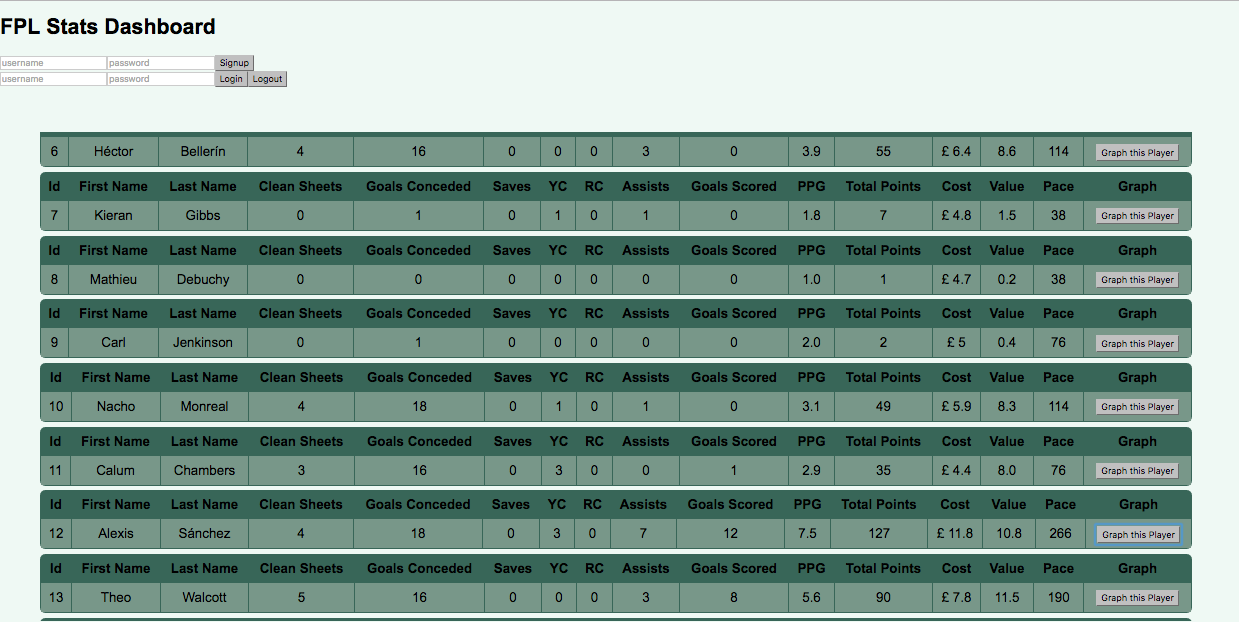 FPL Stats Dashboard
username password Signup
username password Login Logout
6 Héctor Bellerín 4 16 0 0 0 3 0 3.9 55 £ 6.4 8.6 114 Graph this Player
Id First Name Last Name Clean Sheets Goals Conceded Saves YC RC Assists Goals Scored PPG Total Points Cost Value Pace Graph
7 Kieran Gibbs 0 1 0 1 0 1 0 1.8 7 £ 4.8 1.5 38 Graph this Player
Id First Name Last Name Clean Sheets Goals Conceded Saves YC RC Assists Goals Scored PPG Total Points Cost Value Pace Graph
8 Mathieu Debuchy 0 0 0 0 0 0 0 1.0 1 £ 4.7 0.2 38 Graph this Player
Id First Name Last Name Clean Sheets Goals Conceded Saves YC RC Assists Goals Scored PPG Total Points Cost Value Pace Graph
9 Carl Jenkinson 0 1 0 0 0 0 0 2.0 2 £ 5 0.4 76 Graph this Player
Id First Name Last Name Clean Sheets Goals Conceded Saves YC RC Assists Goals Scored PPG Total Points Cost Value Pace Graph
10 Nacho Monreal 4 18 0 1 0 1 0 3.1 49 £ 5.9 8.3 114 Graph this Player
Id First Name Last Name Clean Sheets Goals Conceded Saves YC RC Assists Goals Scored PPG Total Points Cost Value Pace Graph
11 Calum Chambers 3 16 0 3 0 0 1 2.9 35 £ 4.4 8.0 76 Graph this Player
Id First Name Last Name Clean Sheets Goals Conceded Saves YC RC Assists Goals Scored PPG Total Points Cost Value Pace Graph
12 Alexis Sánchez 4 18 0 3 0 7 12 7.5 127 £ 11.8 10.8 266 Graph this Player
Id First Name Last Name Clean Sheets Goals Conceded Saves YC RC Assists Goals Scored PPG Total Points Cost Value Pace Graph
13 Theo Walcott 5 16 0 0 0 3 8 5.6 90 £ 7.8 11.5 190 Graph this Player